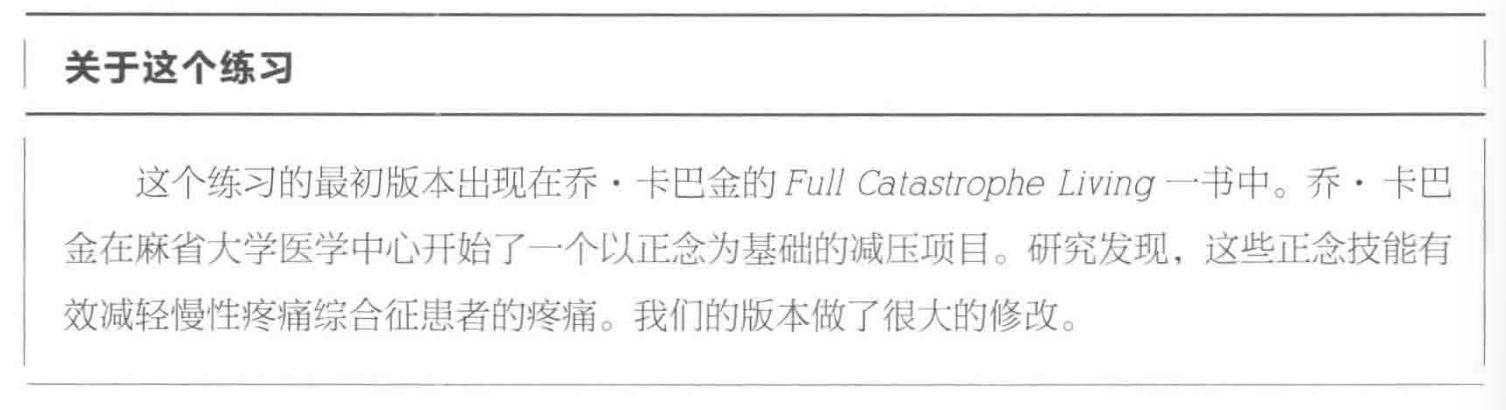 关于这个练习
这个练习的最初版本出现在乔·卡巴金的 Full Catastrophe Living 一书中。乔·卡巴
金在麻省大学医学中心开始了一个以正念为基础的减压项目。研究发现，这些正念技能有
效减轻慢性疼痛综合征患者的疼痛。我们的版本做了很大的修改。